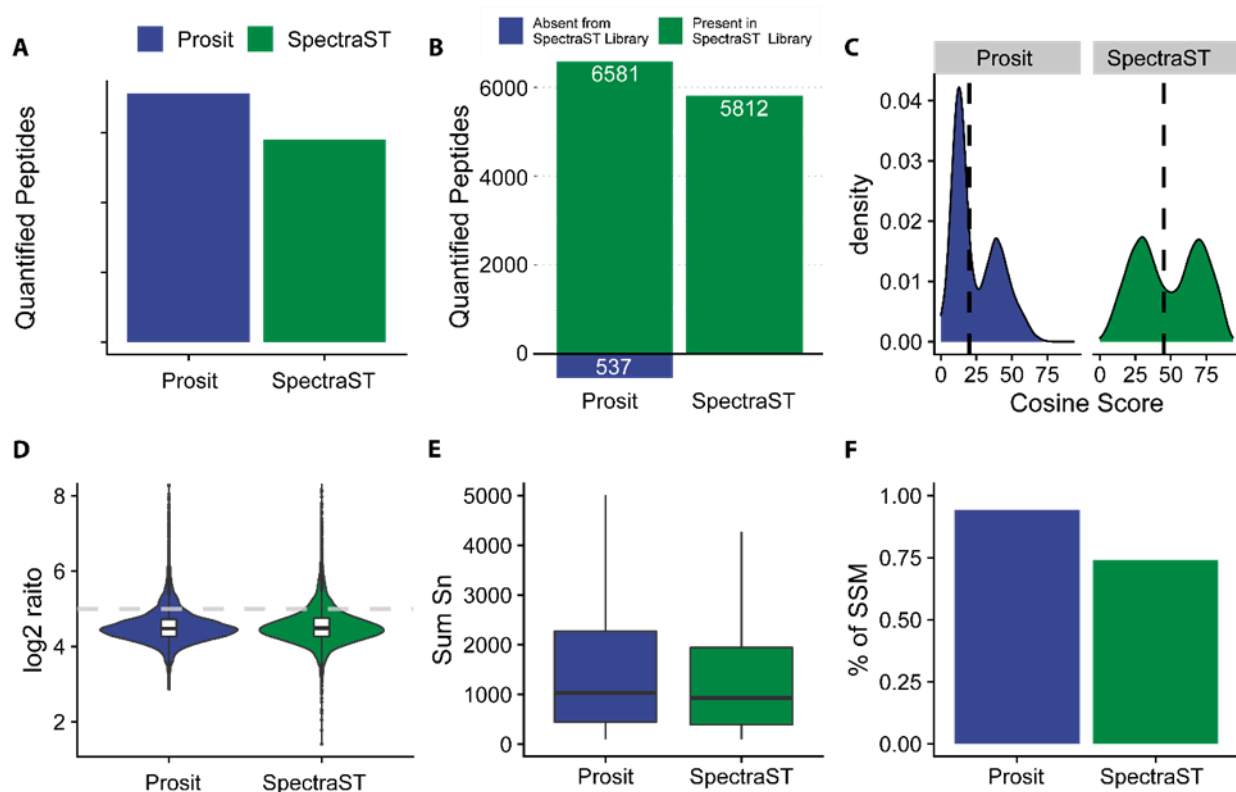 A
Prosit
SpectraST
Quantified Peptides
Prosit
SpectraST
B
Absent from
SpectraST Library
Present in
SpectraST Library
Quantified Peptides
6000
4000
2000
0
6581
5812
537
Prosit
SpectraST
C
Prosit
SpectraST
density
0.04
0.03
0.02
0.01
0.00
0
25
50
75
0
25
50
75
Cosine Score
D
log2 raito
8
6
4
2
Prosit
SpectraST
E
Sum Sn
5000
4000
3000
2000
1000
0
Prosit
SpectraST
F
% of SSM
1.00
0.75
0.50
0.25
0.00
Prosit
SpectraST